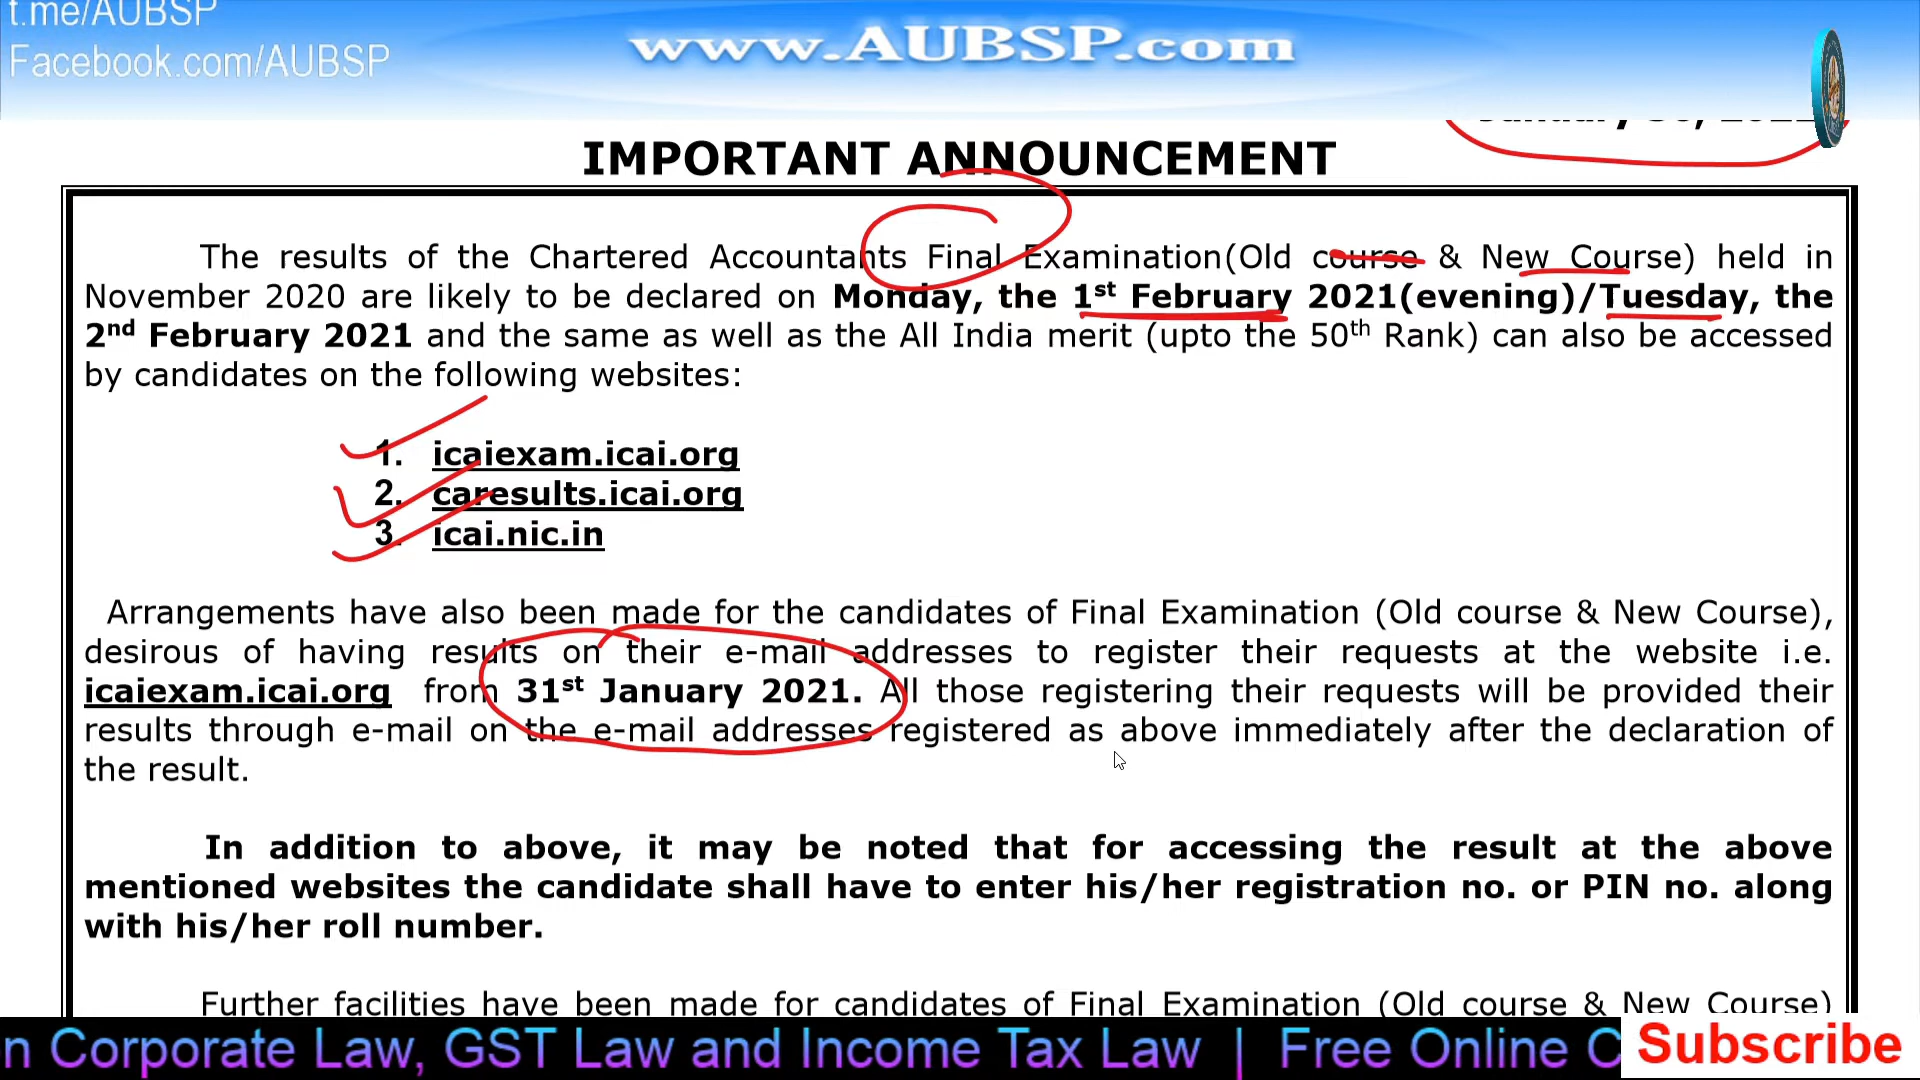 t.me/AUBSP
Facebook.com/AUBSP
www.AUBSP.com
IMPORTANT ANNOUNCEMENT
The results of the Chartered Accountants Final Examination(Old course & New Course) held in
November 2020 are likely to be declared on Monday, the 1st February 2021(evening)/Tuesday, the
2nd February 2021 and the same as well as the All India merit (upto the 50th Rank) can also be accessed
by candidates on the following websites:
1. icaiexam.icai.org
2. caresults.icai.org
3. icai.nic.in
Arrangements have also been made for the candidates of Final Examination (Old course & New Course),
desirous of having results on their e-mail addresses to register their requests at the website i.e.
icaiexam.icai.org from 31st January 2021. All those registering their requests will be provided their
results through e-mail on the e-mail addresses registered as above immediately after the declaration of
the result.
In addition to above, it may be noted that for accessing the result at the above
mentioned websites the candidate shall have to enter his/her registration no. or PIN no. along
with his/her roll number.
Further facilities have been made for candidates of Final Examination (Old course & New Course)
n Corporate Law, GST Law and Income Tax Law | Free Online C
Subscribe